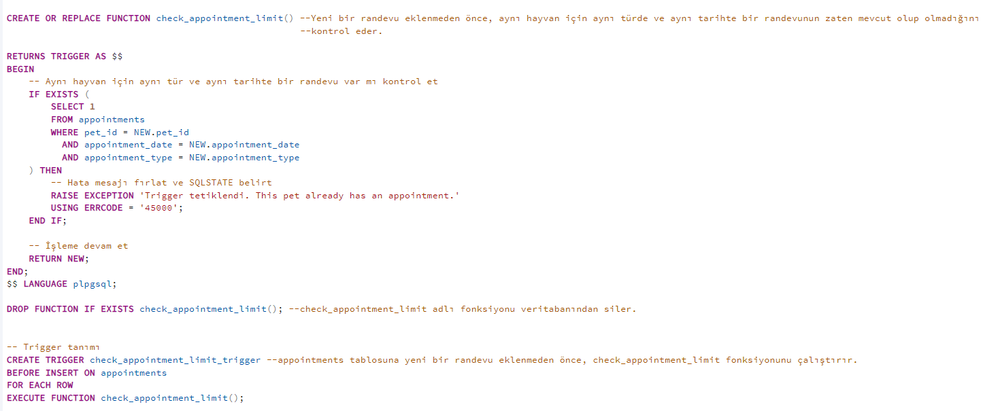 CREATE OR REPLACE FUNCTION check_appointment_limit() --Yeni bir randevu eklenmeden önce, aynı hayvan için aynı türde ve aynı tarihte bir randevunun zaten mevcut olup olmadığını
--kontrol eder.
RETURNS TRIGGER AS $$
BEGIN
-- Aynı hayvan için aynı tür ve aynı tarihte bir randevu var mı kontrol et
IF EXISTS (
SELECT 1
FROM appointments
WHERE pet_id = NEW.pet_id
AND appointment_date = NEW.appointment_date
AND appointment_type = NEW.appointment_type
) THEN
-- Hata mesajı fırlat ve SQLSTATE belirt
RAISE EXCEPTION 'Trigger tetiklendi. This pet already has an appointment.'
USING ERRCODE = '45000';
END IF;
-- İşleme devam et
RETURN NEW;
END;
$$ LANGUAGE plpgsql;
DROP FUNCTION IF EXISTS check_appointment_limit(); --check_appointment_limit adlı fonksiyonu veritabanından siler.
-- Trigger tanımı
CREATE TRIGGER check_appointment_limit_trigger --appointments tablosuna yeni bir randevu eklenmeden önce, check_appointment_limit fonksiyonunu çalıştırır.
BEFORE INSERT ON appointments
FOR EACH ROW
EXECUTE FUNCTION check_appointment_limit();